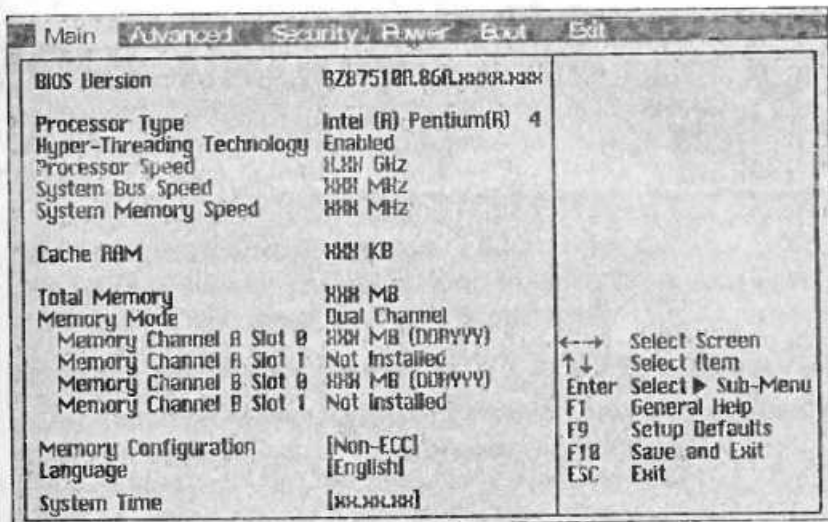 Main Advanced Security Power Boot Exit
BIOS Version BZ87510A.86A.XXXX.XXX
Processor Type Intel (R) Pentium(R) 4
Hyper-Threading Technology Enabled
Processor Speed X.XX GHz
System Bus Speed XXX MHz
System Memory Speed XXX MHz
Cache RAM XXX KB
Total Memory XXX MB
Memory Mode Dual Channel
Memory Channel A Slot 0 XXX MB (DDRYYY)
Memory Channel A Slot 1 Not Installed
Memory Channel B Slot 0 XXX MB (DDRYYY)
Memory Channel B Slot 1 Not Installed
Memory Configuration [Non-ECC]
Language [English]
System Time [XX.XX.XX]
←→ Select Screen
↑↓ Select Item
Enter Select ▶ Sub-Menu
F1 General Help
F9 Setup Defaults
F10 Save and Exit
ESC Exit